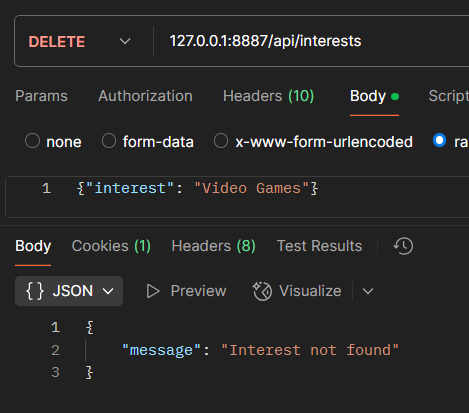 DELETE 127.0.0.1:8887/api/interests
Params Authorization Headers (10) Body Script
none form-data x-www-form-urlencoded ra
1 {"interest": "Video Games"}
Body Cookies (1) Headers (8) Test Results
{} JSON Preview Visualize
1 {
2 "message": "Interest not found"
3 }